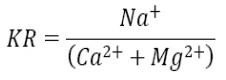 KR = Na⁺ / (Ca²⁺ + Mg²⁺)